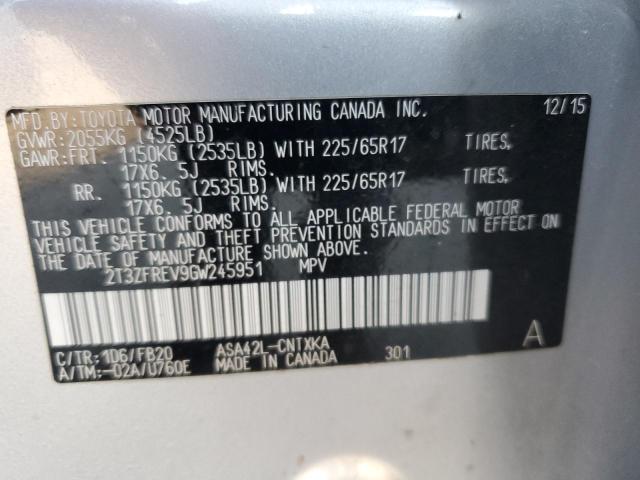 MFD.BY:TOYOTA MOTOR MANUFACTURING CANADA INC. 12/15
GVWR:2055KG (4525LB)
GAWR:FRT. 1150KG (2535LB) WITH 225/65R17 TIRES,
17X6. 5J RIMS.
RR. 1150KG (2535LB) WITH 225/65R17 TIRES,
17X6. 5J RIMS.
THIS VEHICLE CONFORMS TO ALL APPLICABLE FEDERAL MOTOR
VEHICLE SAFETY AND THEFT PREVENTION STANDARDS IN EFFECT ON
THE DATE OF MANUFACTURE SHOWN ABOVE.
2T3ZFREV9GW245951 MPV
C/TR:1D6/FB20 ASA42L-CNTXKA 301 A
A/TM:-02A/U760E MADE IN CANADA